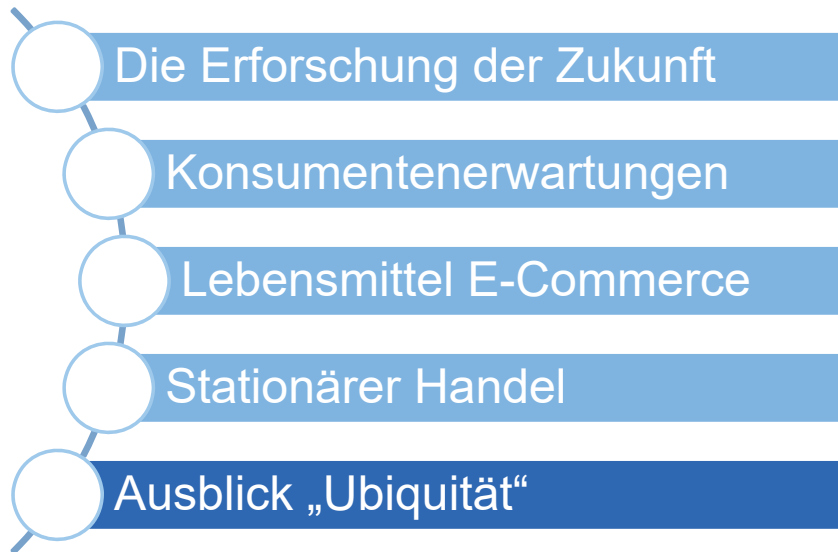 Die Erforschung der Zukunft
Konsumentenerwartungen
Lebensmittel E-Commerce
Stationärer Handel
Ausblick „Ubiquität“